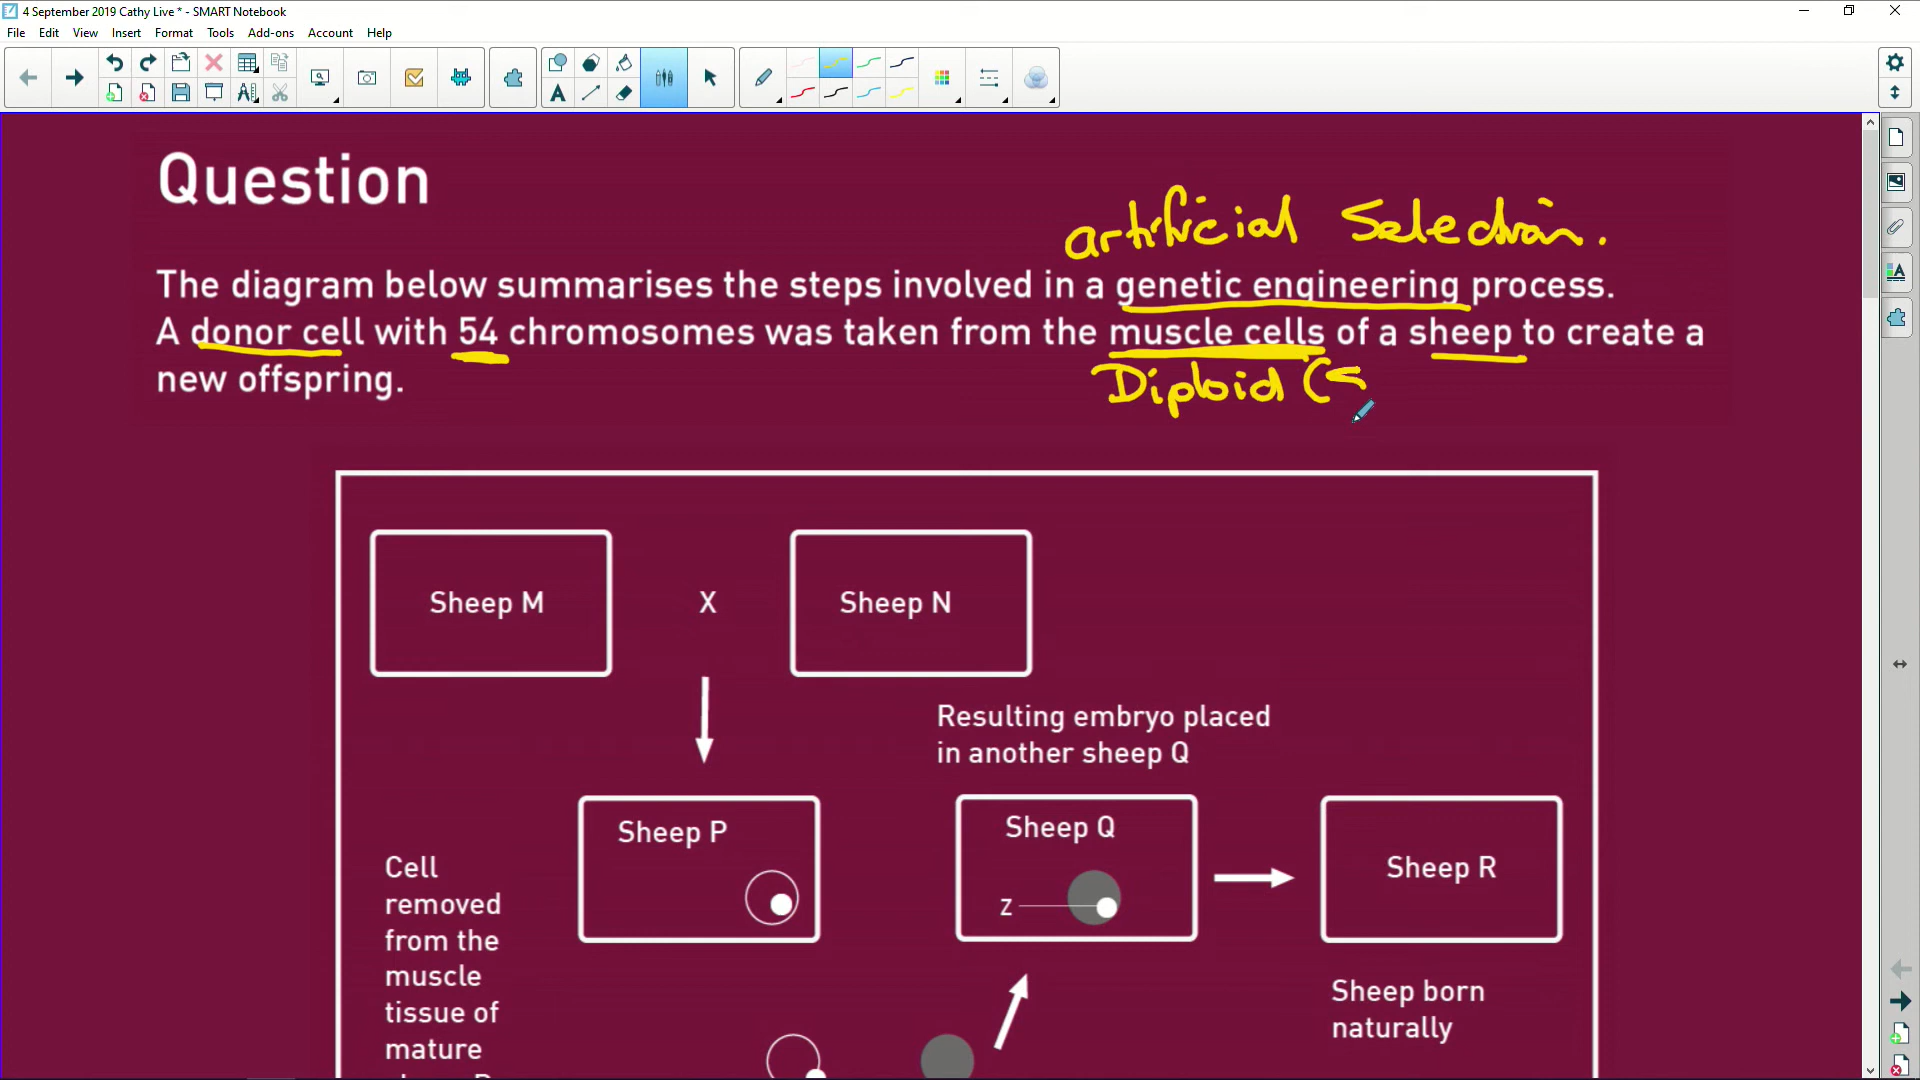 4 September 2019 Cathy Live * - SMART Notebook
File Edit View Insert Format Tools Add-ons Account Help
Question
artificial Selection.
The diagram below summarises the steps involved in a genetic engineering process.
A donor cell with 54 chromosomes was taken from the muscle cells of a sheep to create a
new offspring.
Diploid (5
Sheep M
X
Sheep N
Resulting embryo placed
in another sheep Q
Sheep P
Sheep Q
Z
Sheep R
Cell
removed
from the
muscle
tissue of
mature
Sheep born
naturally